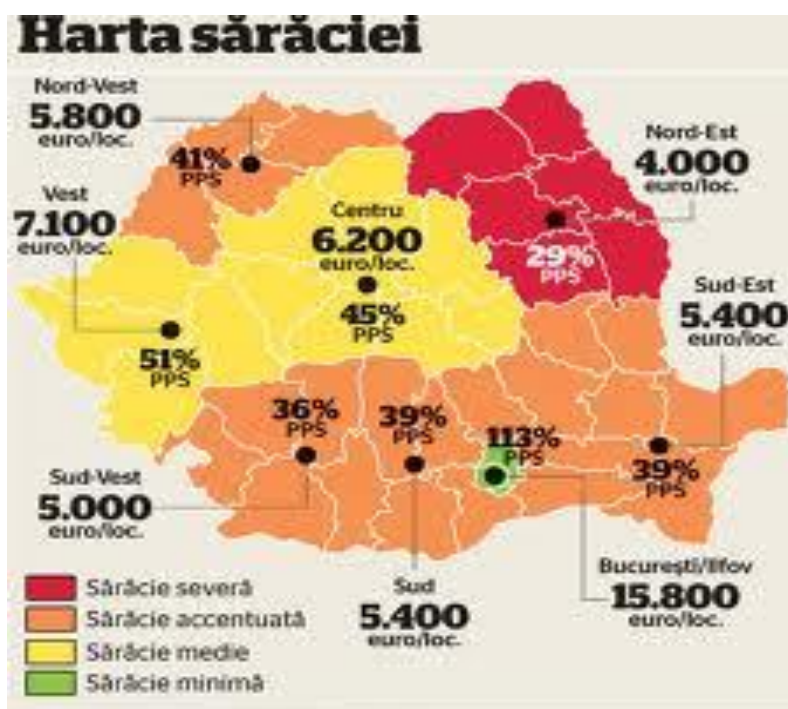 Harta sărăciei
Nord-Vest
5.800
euro/loc.
41%
PPS
Vest
7.100
euro/loc.
51%
PPS
Centru
6.200
euro/loc.
45%
PPS
Nord-Est
4.000
euro/loc.
29%
PPS
Sud-Est
5.400
euro/loc.
39%
PPS
36%
PPS
Sud-Vest
5.000
euro/loc.
39%
PPS
Sud
5.400
euro/loc.
113%
PPS
Bucureşti/Ilfov
15.800
euro/loc.
Sărăcie severă
Sărăcie accentuată
Sărăcie medie
Sărăcie minimă